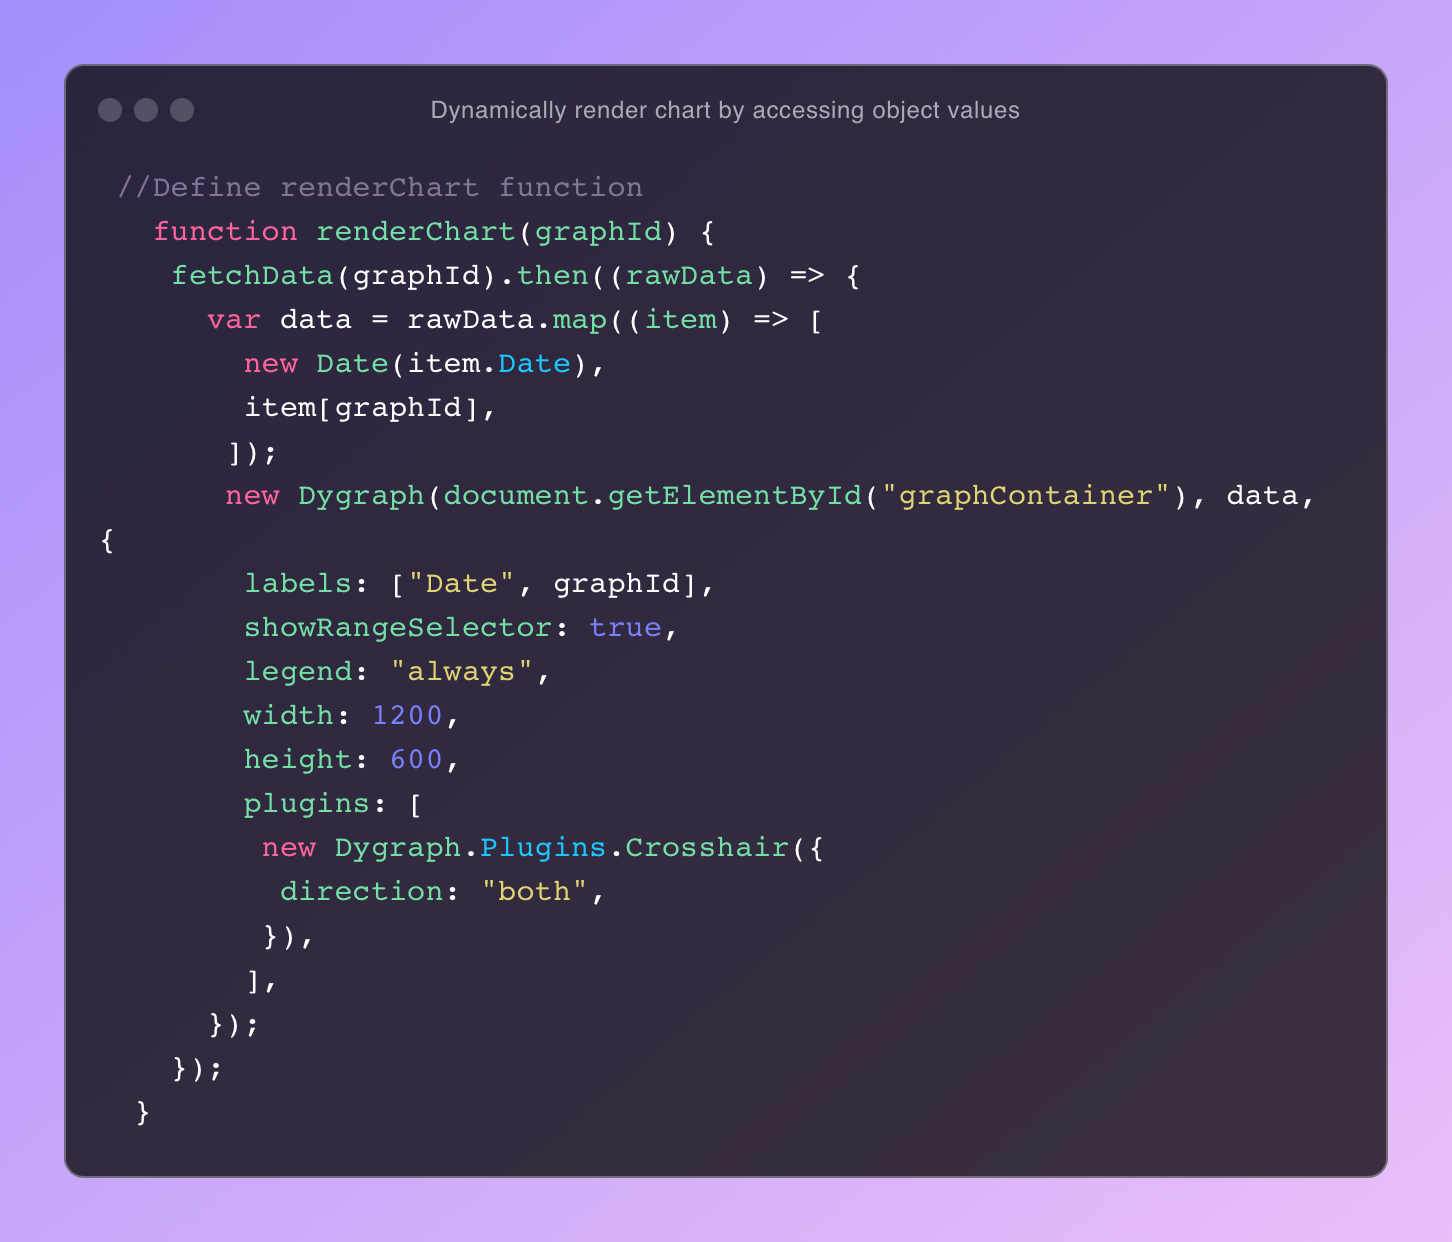 Dynamically render chart by accessing object values
//Define renderChart function
function renderChart(graphId) {
fetchData(graphId).then((rawData) => {
var data = rawData.map((item) => [
new Date(item.Date),
item[graphId],
]);
new Dygraph(document.getElementById("graphContainer"), data,
{
labels: ["Date", graphId],
showRangeSelector: true,
legend: "always",
width: 1200,
height: 600,
plugins: [
new Dygraph.Plugins.Crosshair({
direction: "both",
}),
],
});
});
}